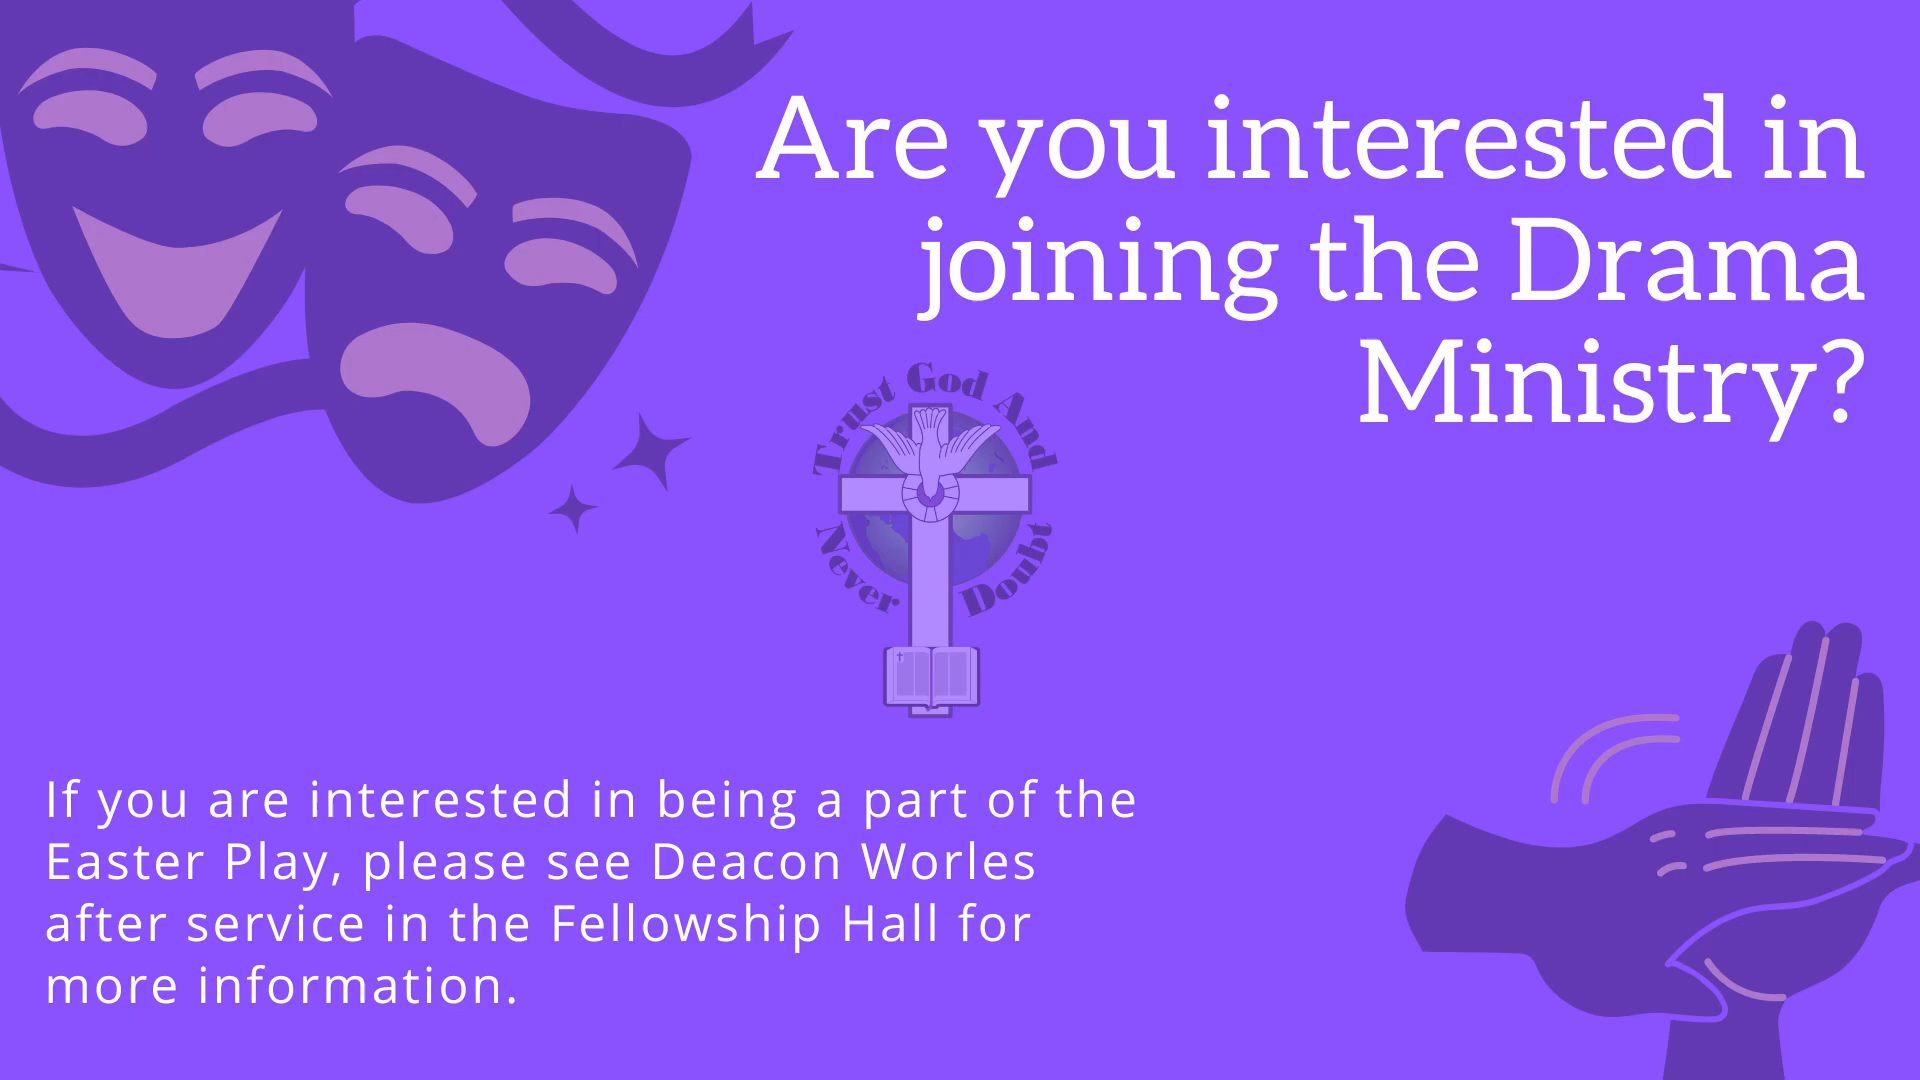 Are you interested in
joining the Drama
Ministry?
Trust God And
Never Doubt
If you are interested in being a part of the
Easter Play, please see Deacon Worles
after service in the Fellowship Hall for
more information.